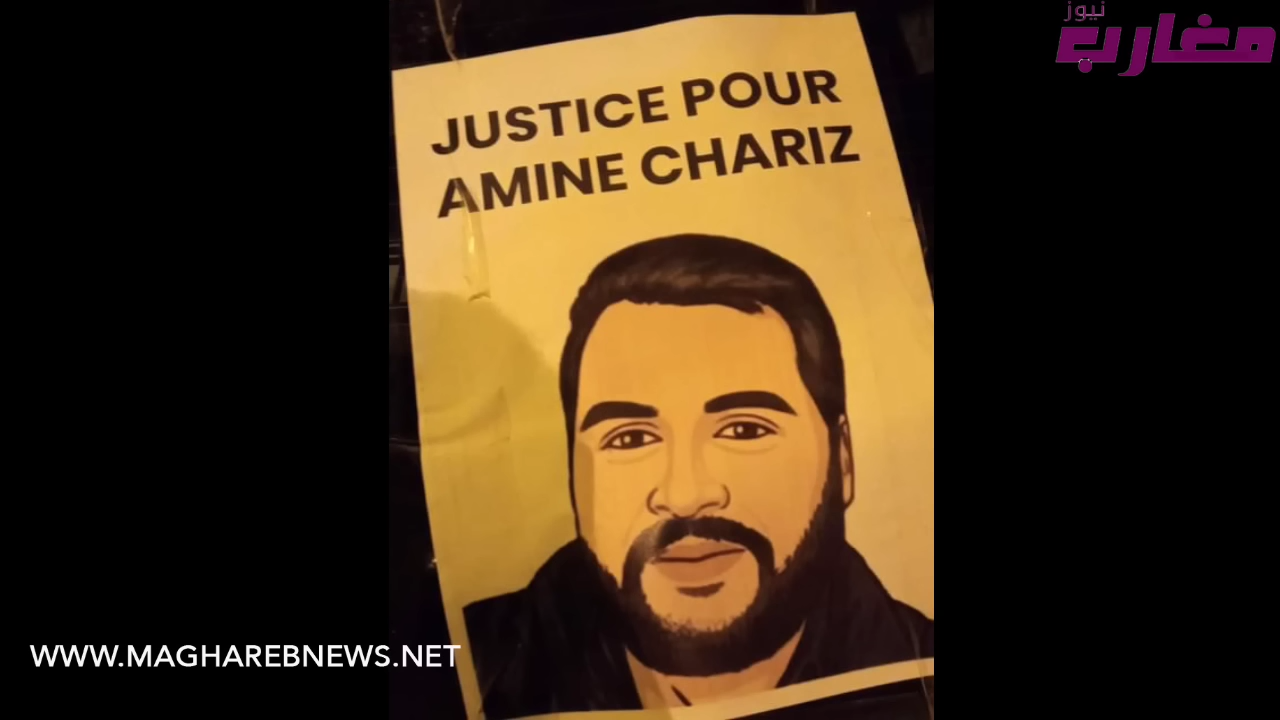 نيوز
مغارب
JUSTICE POUR
AMINE CHARIZ
WWW.MAGHAREBNEWS.NET